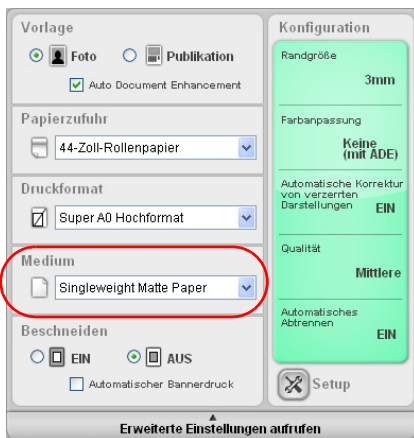 Vorlage
Foto
Publikation
Auto Document Enhancement
Papierzufuhr
44-Zoll-Rollenpapier
Druckformat
Super A0 Hochformat
Medium
Singleweight Matte Paper
Beschneiden
EIN
AUS
Automatischer Bannerdruck
Konfiguration
Randgröße
3mm
Farbanpassung
Keine
(mit ADE)
Automatische Korrektur
von verzerrten
Darstellungen
EIN
Qualität
Mittlere
Automatisches
Abtrennen
EIN
Setup
Erweiterte Einstellungen aufrufen